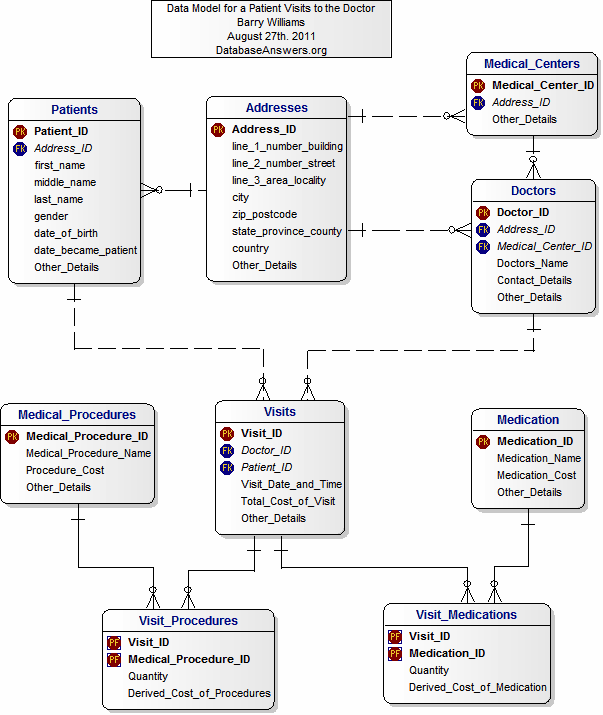 Data Model for a Patient Visits to the Doctor
Barry Williams
August 27th. 2011
DatabaseAnswers.org
Medical_Centers
PK Medical_Center_ID
FK Address_ID
Other_Details
Patients
PK Patient_ID
FK Address_ID
first_name
middle_name
last_name
gender
date_of_birth
date_became_patient
Other_Details
Addresses
PK Address_ID
line_1_number_building
line_2_number_street
line_3_area_locality
city
zip_postcode
state_province_county
country
Other_Details
Doctors
PK Doctor_ID
FK Address_ID
FK Medical_Center_ID
Doctors_Name
Contact_Details
Other_Details
Medical_Procedures
PK Medical_Procedure_ID
Medical_Procedure_Name
Procedure_Cost
Other_Details
Visits
PK Visit_ID
FK Doctor_ID
FK Patient_ID
Visit_Date_and_Time
Total_Cost_of_Visit
Other_Details
Medication
PK Medication_ID
Medication_Name
Medication_Cost
Other_Details
Visit_Procedures
PF Visit_ID
PF Medical_Procedure_ID
Quantity
Derived_Cost_of_Procedures
Visit_Medications
PF Visit_ID
PF Medication_ID
Quantity
Derived_Cost_of_Medication